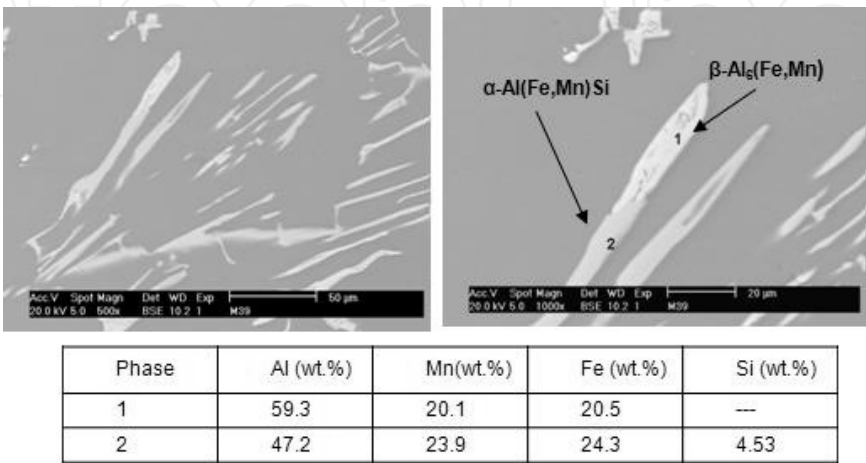 α-Al(Fe,Mn)Si
β-Al₆(Fe,Mn)
1
2
Acc.V Spot Magn Det WD Exp 50 µm
20.0 kV 5.0 500x BSE 10.2 1 M39
Acc.V Spot Magn Det WD Exp 20 µm
20.0 kV 5.0 1000x BSE 10.2 1 M39
Phase Al (wt.%) Mn(wt.%) Fe (wt.%) Si (wt.%)
1 59.3 20.1 20.5 ---
2 47.2 23.9 24.3 4.53